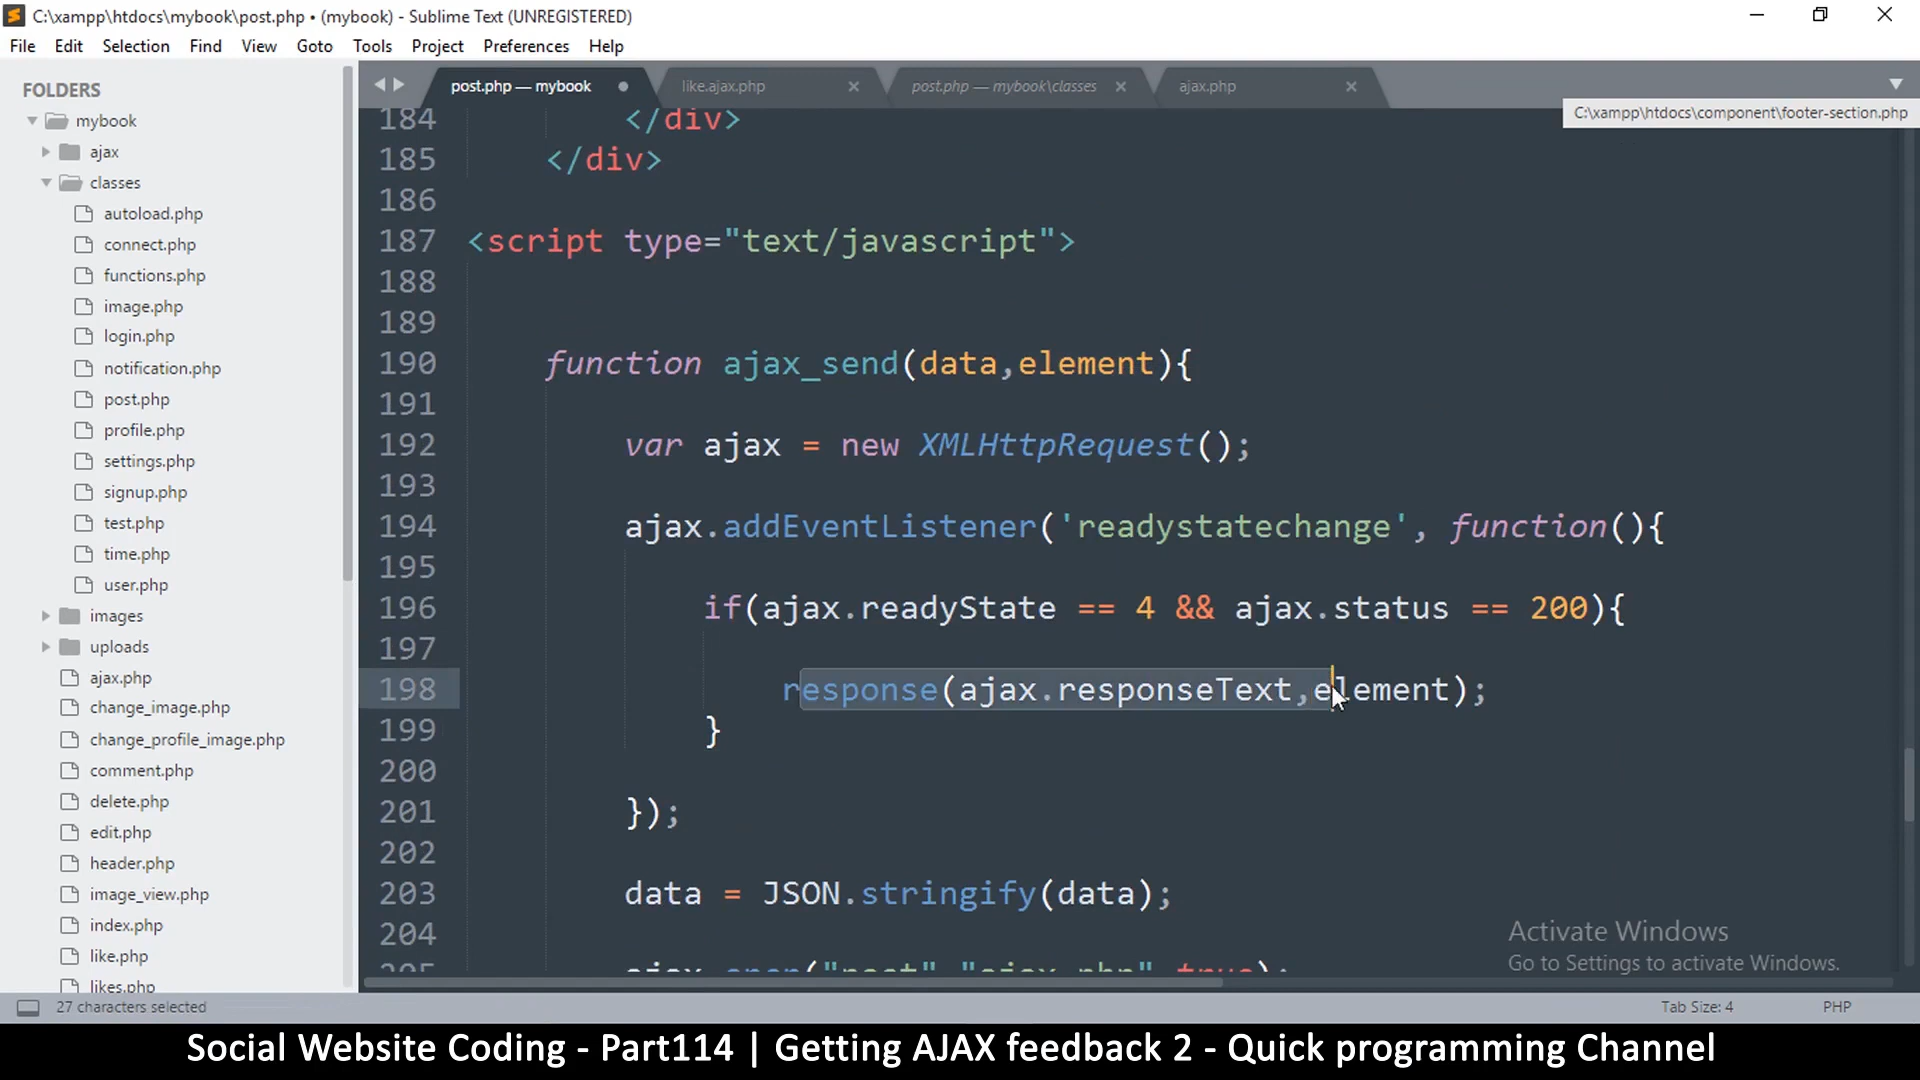 C:\xampp\htdocs\mybook\post.php • (mybook) - Sublime Text (UNREGISTERED)
File Edit Selection Find View Goto Tools Project Preferences Help
FOLDERS
mybook
ajax
classes
autoload.php
connect.php
functions.php
image.php
login.php
notification.php
post.php
profile.php
settings.php
signup.php
test.php
time.php
user.php
images
uploads
ajax.php
change_image.php
change_profile_image.php
comment.php
delete.php
edit.php
header.php
image_view.php
index.php
like.php
likes.php
post.php — mybook like.ajax.php post.php — mybook\classes ajax.php
C:\xampp\htdocs\component\footer-section.php
184 </div>
185 </div>
186
187 <script type="text/javascript">
188
189
190 function ajax_send(data,element){
191
192 var ajax = new XMLHttpRequest();
193
194 ajax.addEventListener('readystatechange', function(){
195
196 if(ajax.readyState == 4 && ajax.status == 200){
197
198 response(ajax.responseText,element);
199 }
200
201 });
202
203 data = JSON.stringify(data);
204
205 ajax.open("post","ajax.php",true);
Activate Windows
Go to Settings to activate Windows.
27 characters selected Tab Size: 4 PHP
Social Website Coding - Part114 | Getting AJAX feedback 2 - Quick programming Channel